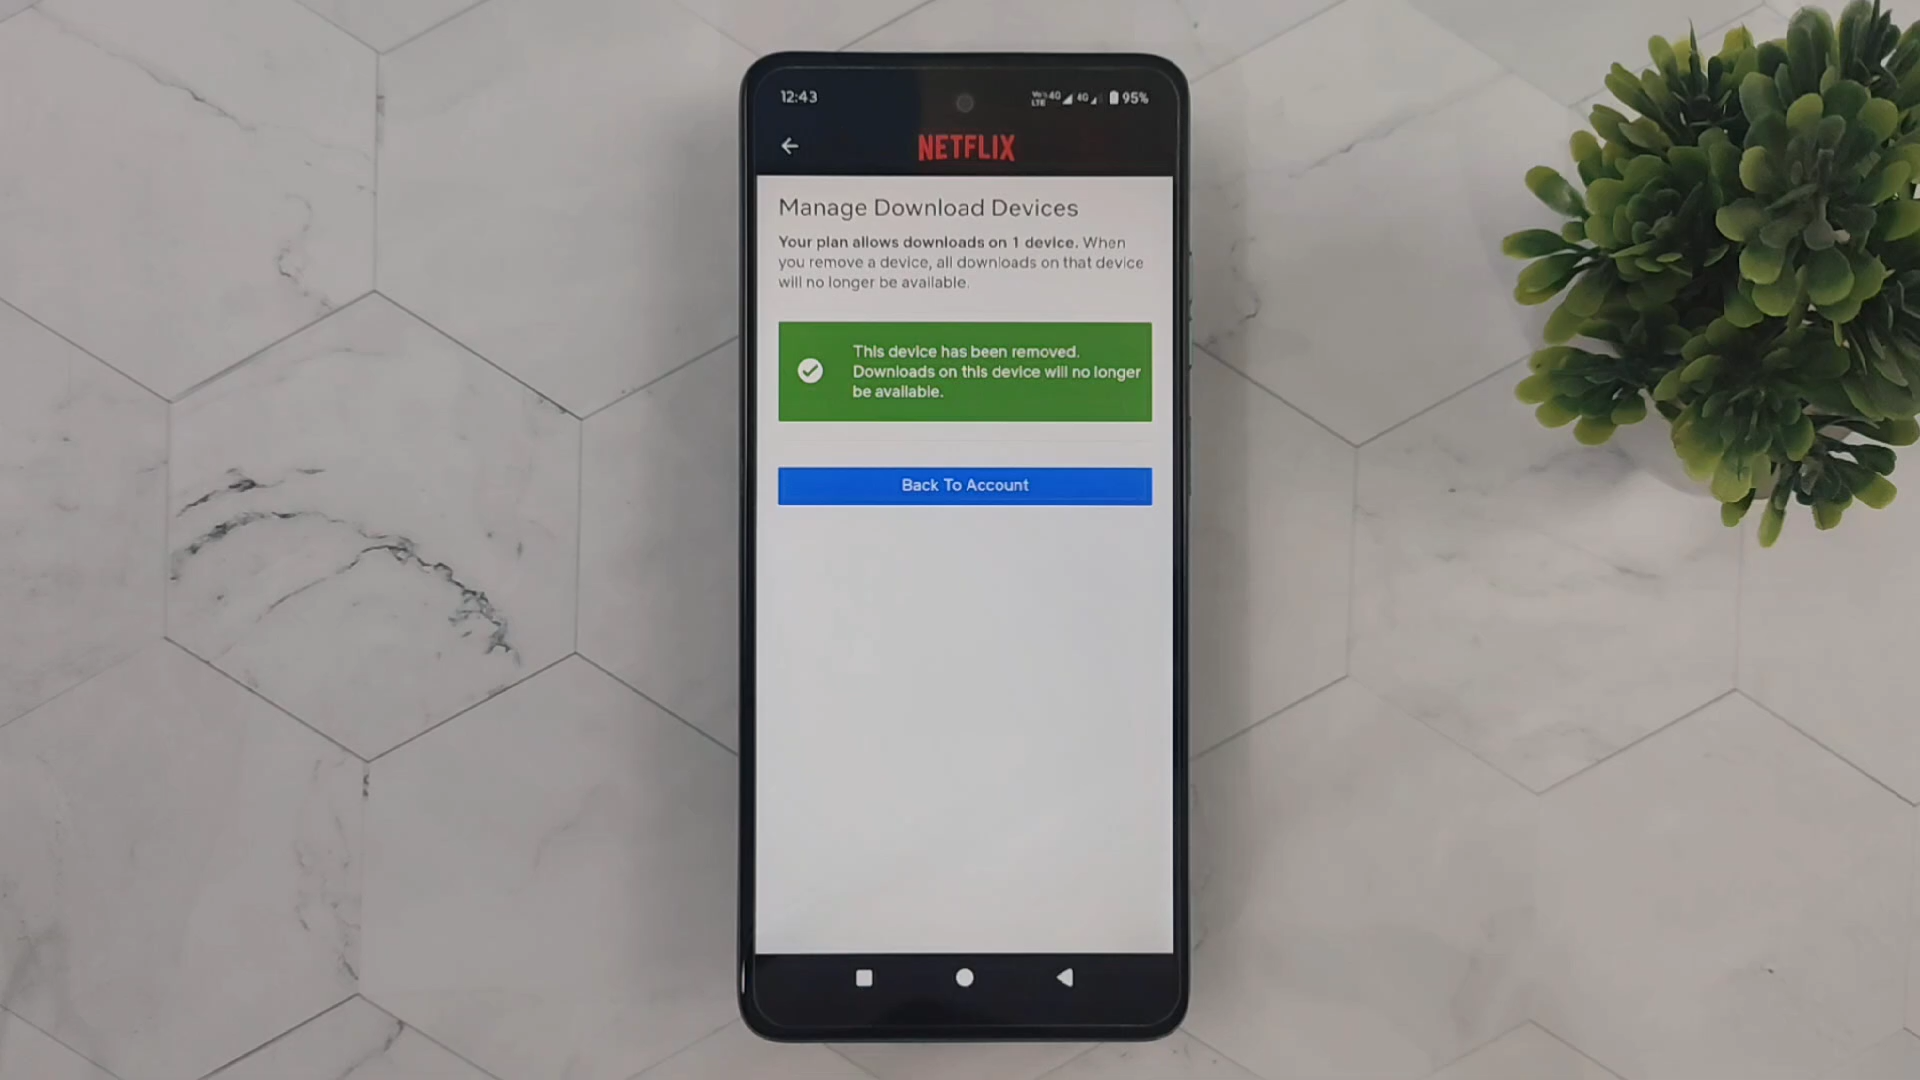 12:43
4G
4G
95%
NETFLIX
Manage Download Devices
Your plan allows downloads on 1 device. When
you remove a device, all downloads on that device
will no longer be available.
This device has been removed.
Downloads on this device will no longer
be available.
Back To Account